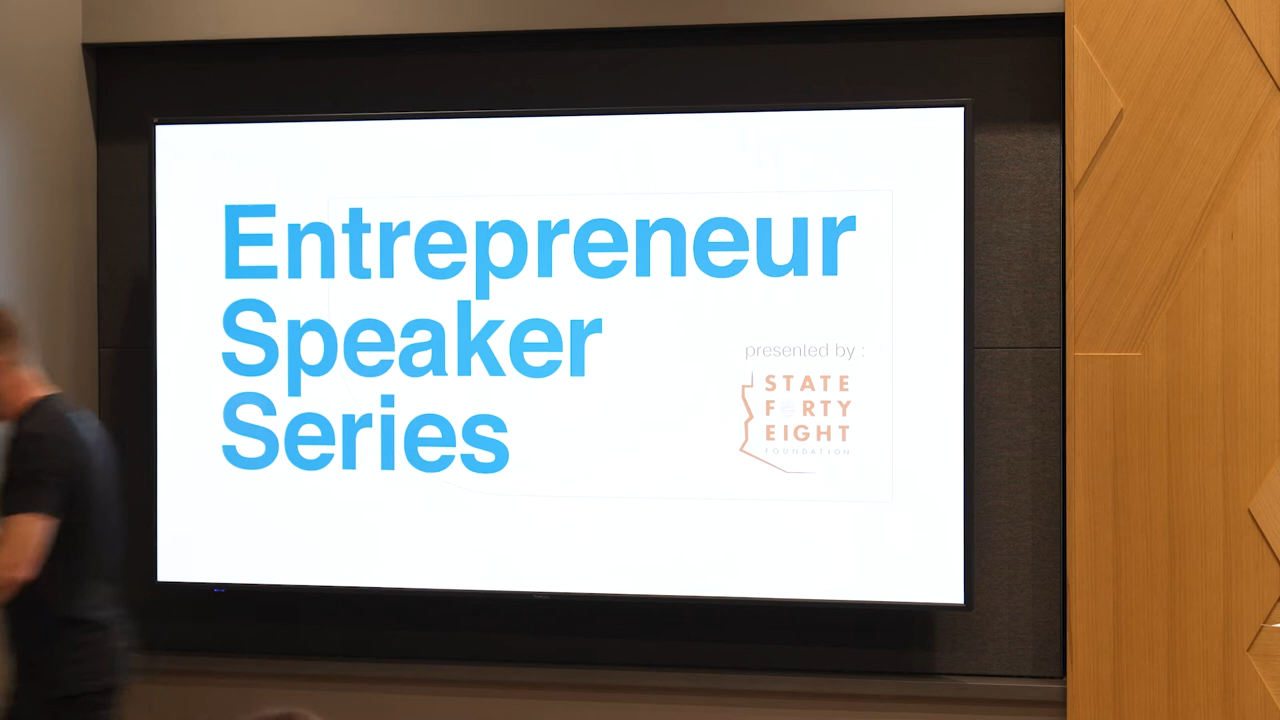 Entrepreneur
Speaker
Series
presented by :
STATE
FORTY
EIGHT
FOUNDATION